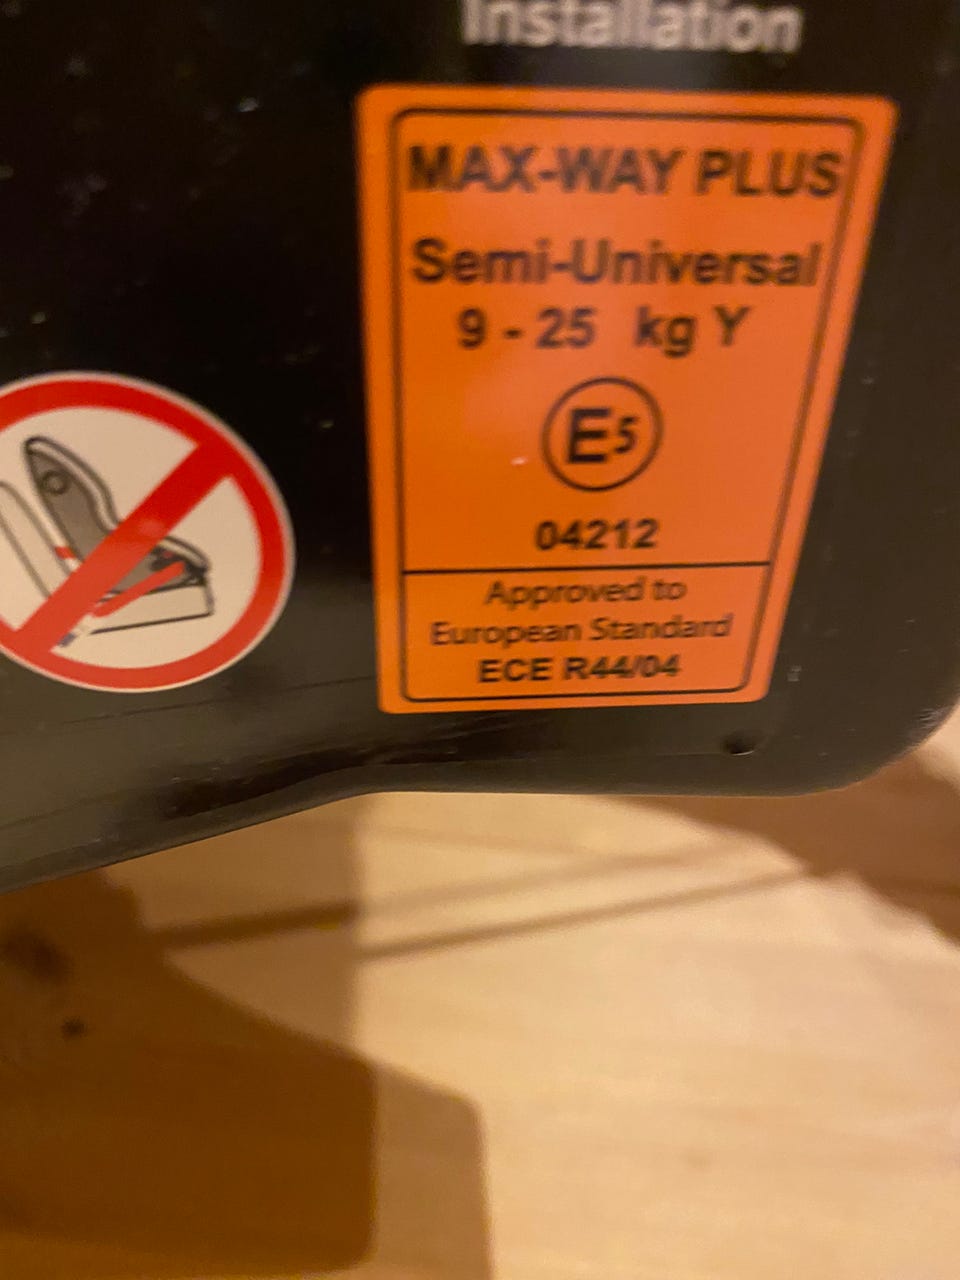 Installation
MAX-WAY PLUS
Semi-Universal
9 - 25 kg Y
E5
04212
Approved to
European Standard
ECE R44/04